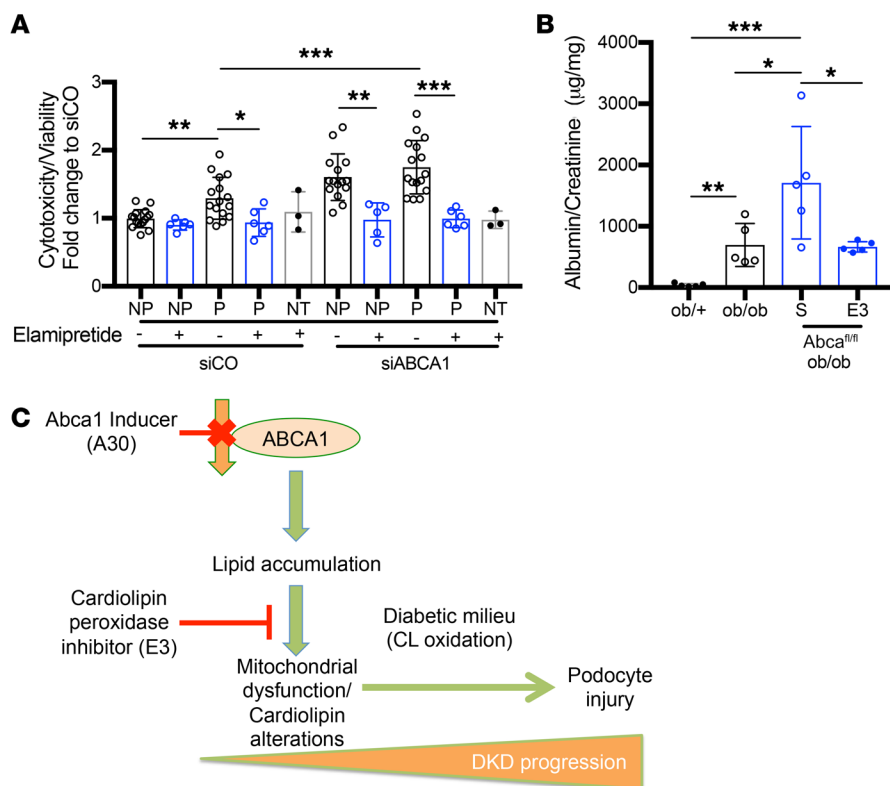 A
Cytotoxicity/Viability
Fold change to siCO
3
2
1
0
** * *** ** ***
NP NP P P NT NP NP P P NT
Elamipretide - + - + + - + - + +
siCO siABCA1
B
Albumin/Creatinine (μg/mg)
4000
3000
2000
1000
0
***
* *
**
ob/+ ob/ob S E3
Abca fl/fl
ob/ob
C
Abca1 Inducer
(A30)
ABCA1
Lipid accumulation
Cardiolipin
peroxidase
inhibitor (E3)
Diabetic milieu
(CL oxidation)
Mitochondrial
dysfunction/
Cardiolipin
alterations
Podocyte
injury
DKD progression